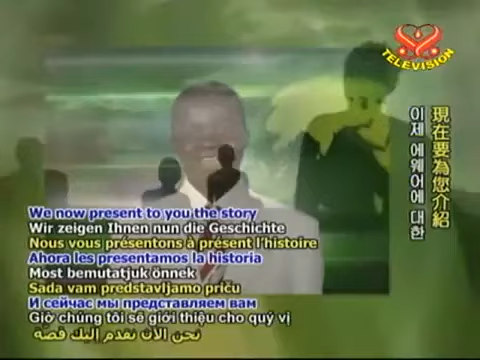 TELEVISION
現在要為您介紹
이제 에웨어에 대한
We now present to you the story
Wir zeigen Ihnen nun die Geschichte
Nous vous présentons à présent l'histoire
Ahora les presentamos la historia
Most bemutatjuk önnek
Sada vam predstavljamo priču
И сейчас мы представляем вам
Giờ chúng tôi sẽ giới thiệu cho quý vị
نحن الآن نقدم إليك قصة